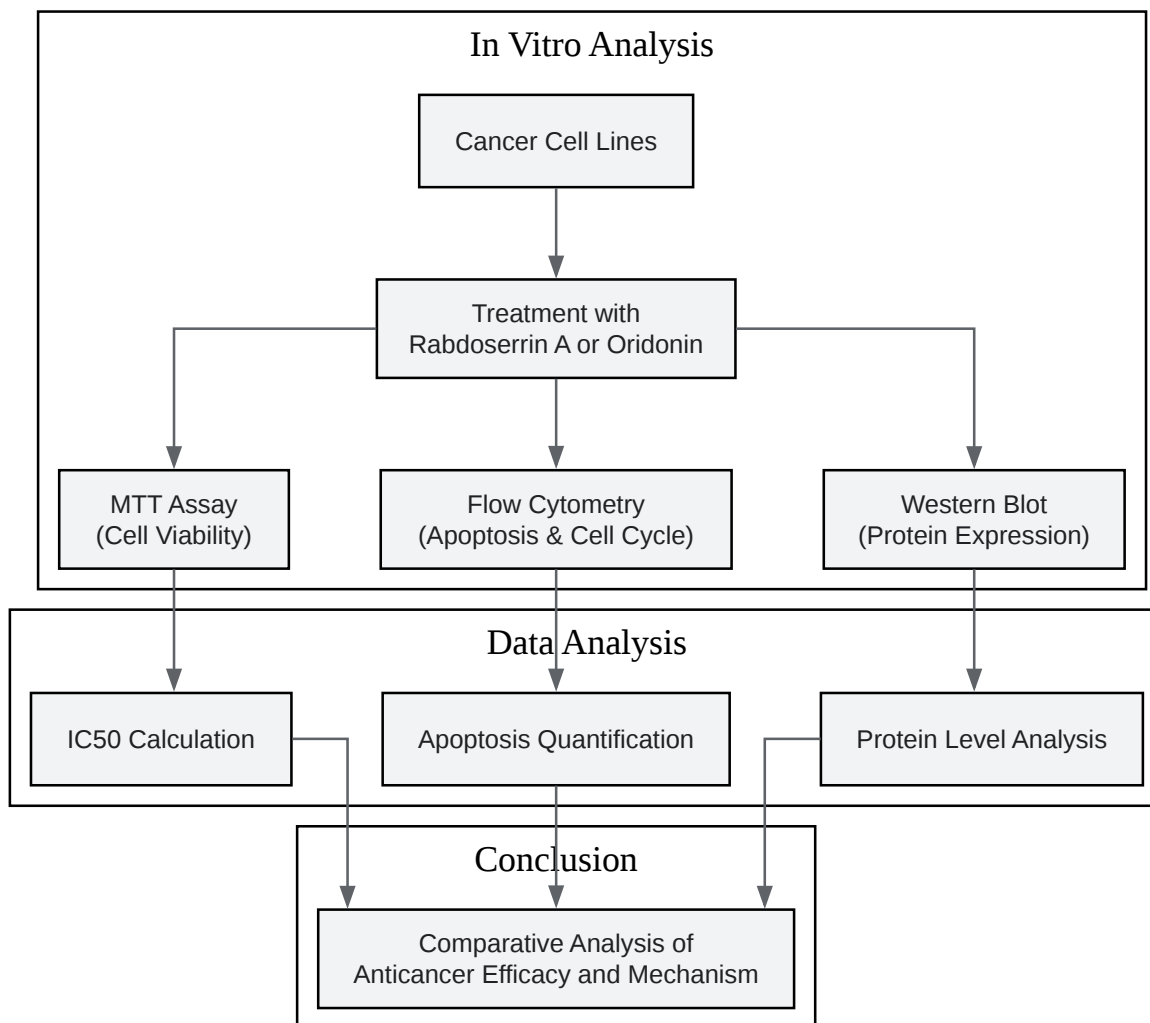 In Vitro Analysis
Cancer Cell Lines
Treatment with
Rabdoserrin A or Oridonin
MTT Assay
(Cell Viability)
Flow Cytometry
(Apoptosis & Cell Cycle)
Western Blot
(Protein Expression)
Data Analysis
IC50 Calculation
Apoptosis Quantification
Protein Level Analysis
Conclusion
Comparative Analysis of
Anticancer Efficacy and Mechanism